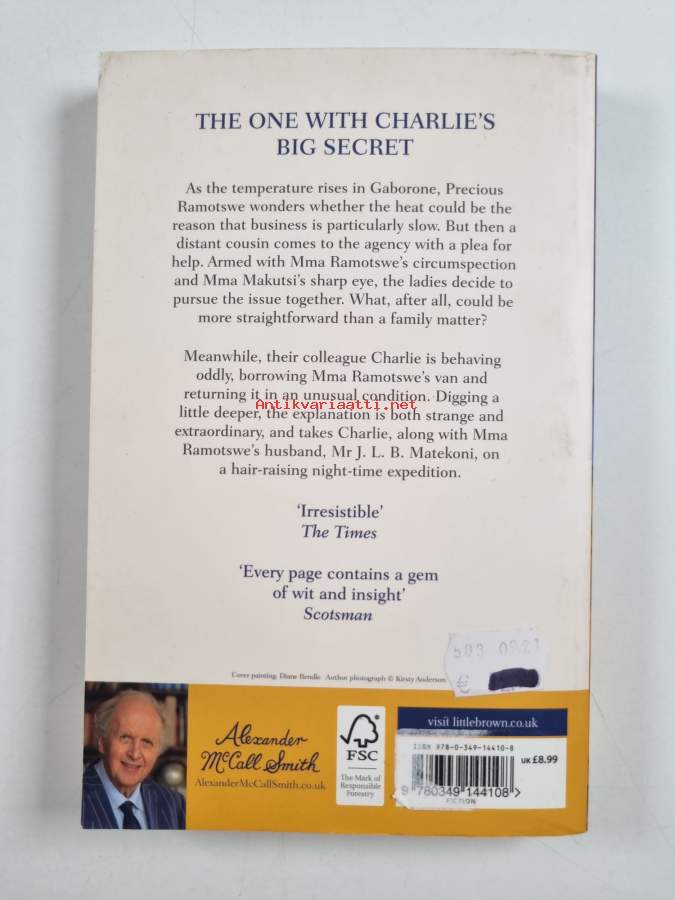 THE ONE WITH CHARLIE'S
BIG SECRET
As the temperature rises in Gaborone, Precious
Ramotswe wonders whether the heat could be the
reason that business is particularly slow. But then a
distant cousin comes to the agency with a plea for
help. Armed with Mma Ramotswe's circumspection
and Mma Makutsi's sharp eye, the ladies decide to
pursue the issue together. What, after all, could be
more straightforward than a family matter?
Meanwhile, their colleague Charlie is behaving
oddly, borrowing Mma Ramotswe's van and
returning it in an unusual condition. Digging a
Antikvariaatti.net
little deeper, the explanation is both strange and
extraordinary, and takes Charlie, along with Mma
Ramotswe's husband, Mr J. L. B. Matekoni, on
a hair-raising night-time expedition.
'Irresistible'
The Times
'Every page contains a gem
of wit and insight'
Scotsman
503 0823
€
Cover painting: Diane Rendle Author photograph © Kirsty Anderson
Alexander
McCall Smith
AlexanderMcCallSmith.co.uk
FSC
The Mark of
Responsible
Forestry
visit littlebrown.co.uk
ISBN 978-0-349-14410-8
UK £8.99
9 780349 144108 >
FICTION